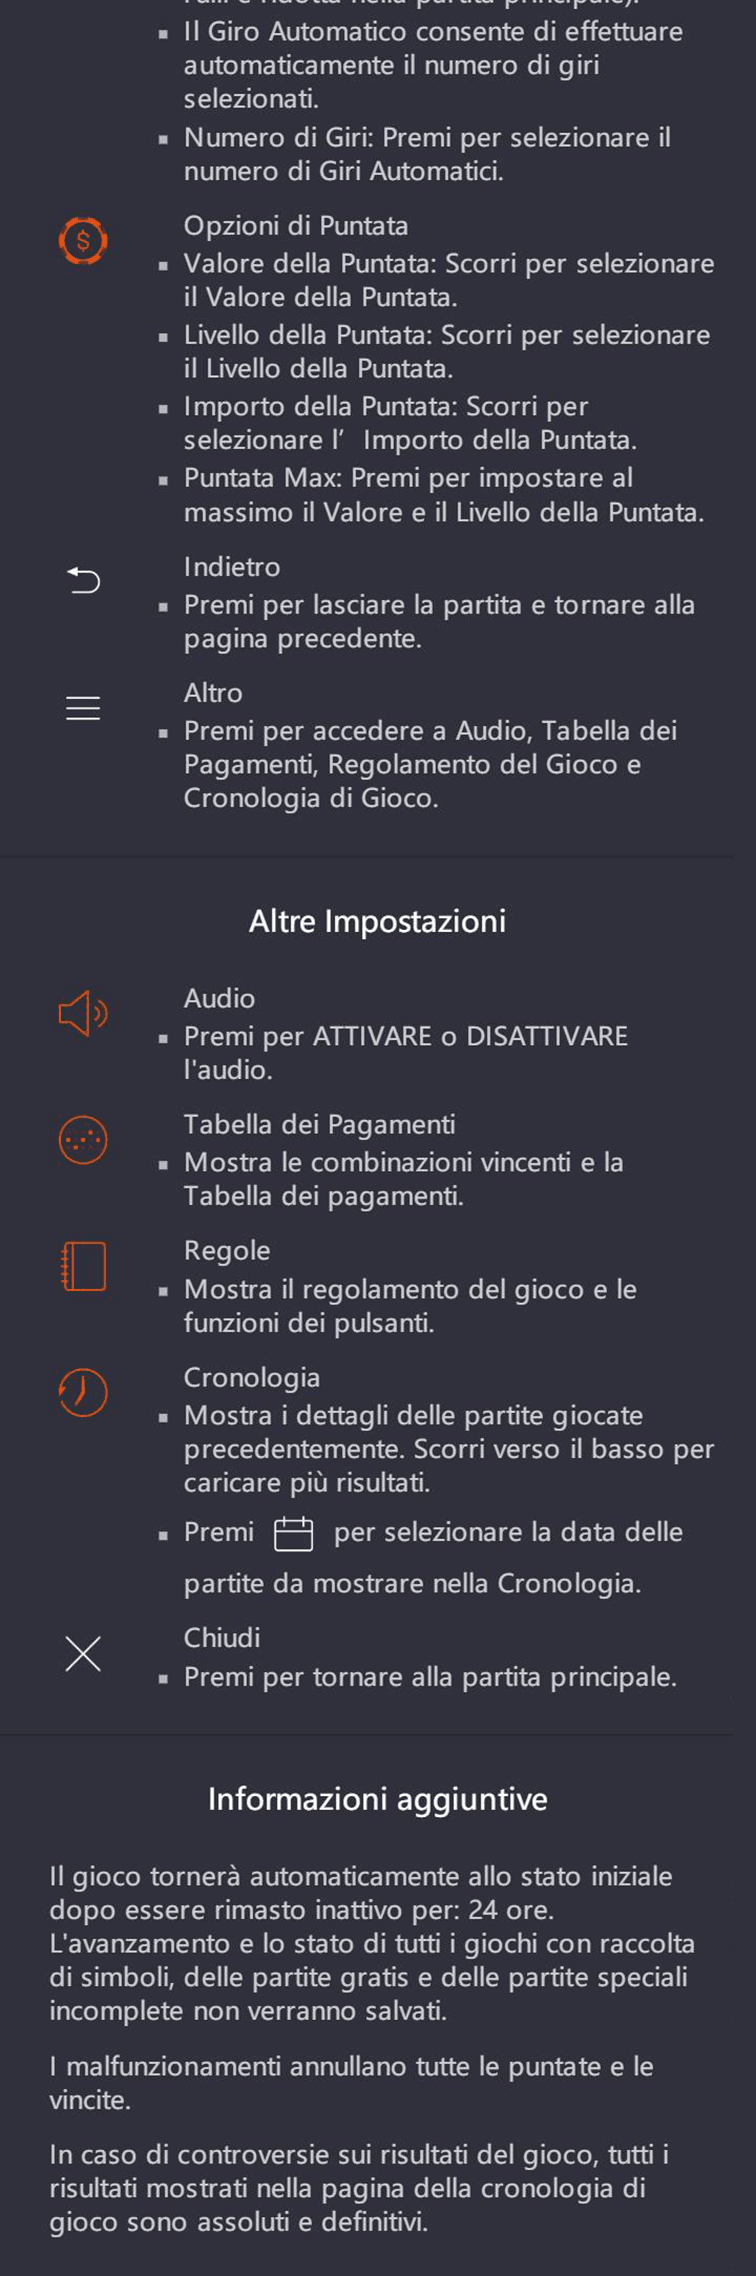 Il Giro Automatico consente di effettuare
automaticamente il numero di giri
selezionati.
Numero di Giri: Premi per selezionare il
numero di Giri Automatici.
Opzioni di Puntata
Valore della Puntata: Scorri per selezionare
il Valore della Puntata.
Livello della Puntata: Scorri per selezionare
il Livello della Puntata.
Importo della Puntata: Scorri per
selezionare l’ Importo della Puntata.
Puntata Max: Premi per impostare al
massimo il Valore e il Livello della Puntata.
Indietro
Premi per lasciare la partita e tornare alla
pagina precedente.
Altro
Premi per accedere a Audio, Tabella dei
Pagamenti, Regolamento del Gioco e
Cronologia di Gioco.
Altre Impostazioni
Audio
Premi per ATTIVARE o DISATTIVARE
l'audio.
Tabella dei Pagamenti
Mostra le combinazioni vincenti e la
Tabella dei pagamenti.
Regole
Mostra il regolamento del gioco e le
funzioni dei pulsanti.
Cronologia
Mostra i dettagli delle partite giocate
precedentemente. Scorri verso il basso per
caricare più risultati.
Premi per selezionare la data delle
partite da mostrare nella Cronologia.
Chiudi
Premi per tornare alla partita principale.
Informazioni aggiuntive
Il gioco tornerà automaticamente allo stato iniziale
dopo essere rimasto inattivo per: 24 ore.
L'avanzamento e lo stato di tutti i giochi con raccolta
di simboli, delle partite gratis e delle partite speciali
incomplete non verranno salvati.
I malfunzionamenti annullano tutte le puntate e le
vincite.
In caso di controversie sui risultati del gioco, tutti i
risultati mostrati nella pagina della cronologia di
gioco sono assoluti e definitivi.